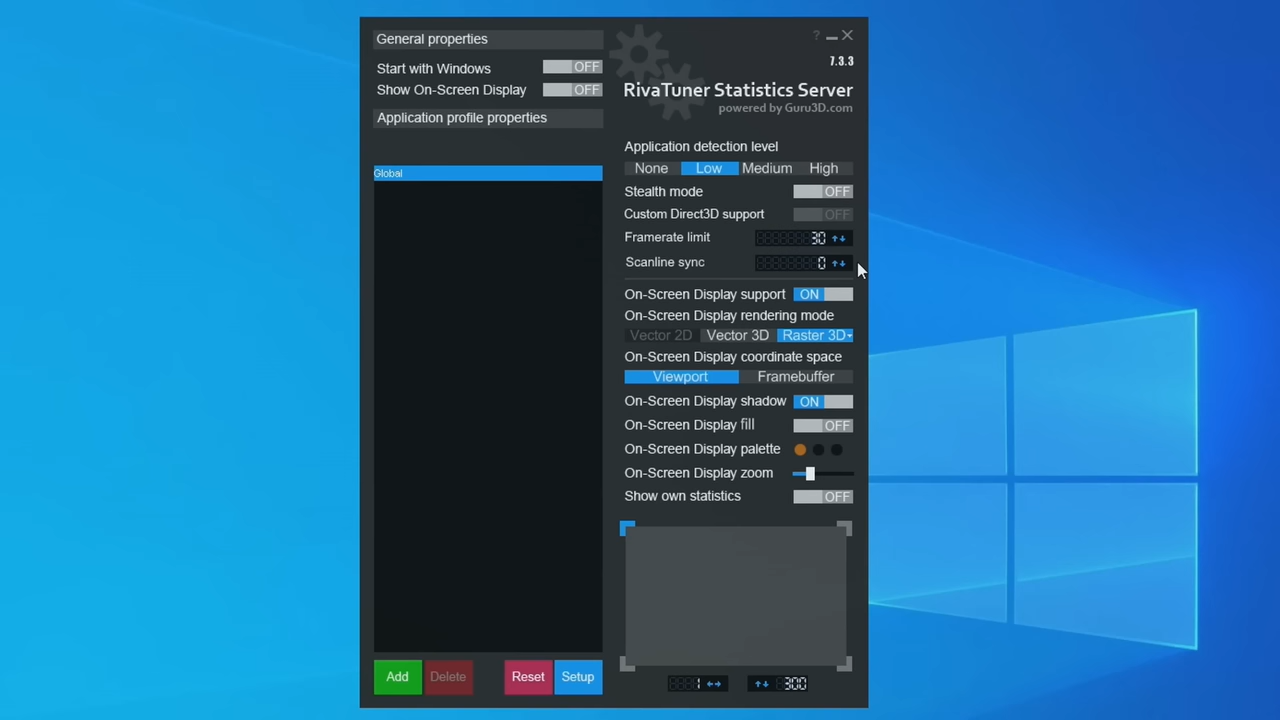 General properties
Start with Windows OFF
Show On-Screen Display OFF
Application profile properties
Global
Add
Delete
Reset
Setup
?
7.3.3
RivaTuner Statistics Server
powered by Guru3D.com
Application detection level
None Low Medium High
Stealth mode OFF
Custom Direct3D support OFF
Framerate limit 30
Scanline sync 0
On-Screen Display support ON
On-Screen Display rendering mode
Vector 2D Vector 3D Raster 3D
On-Screen Display coordinate space
Viewport Framebuffer
On-Screen Display shadow ON
On-Screen Display fill OFF
On-Screen Display palette
On-Screen Display zoom
Show own statistics OFF
1 300